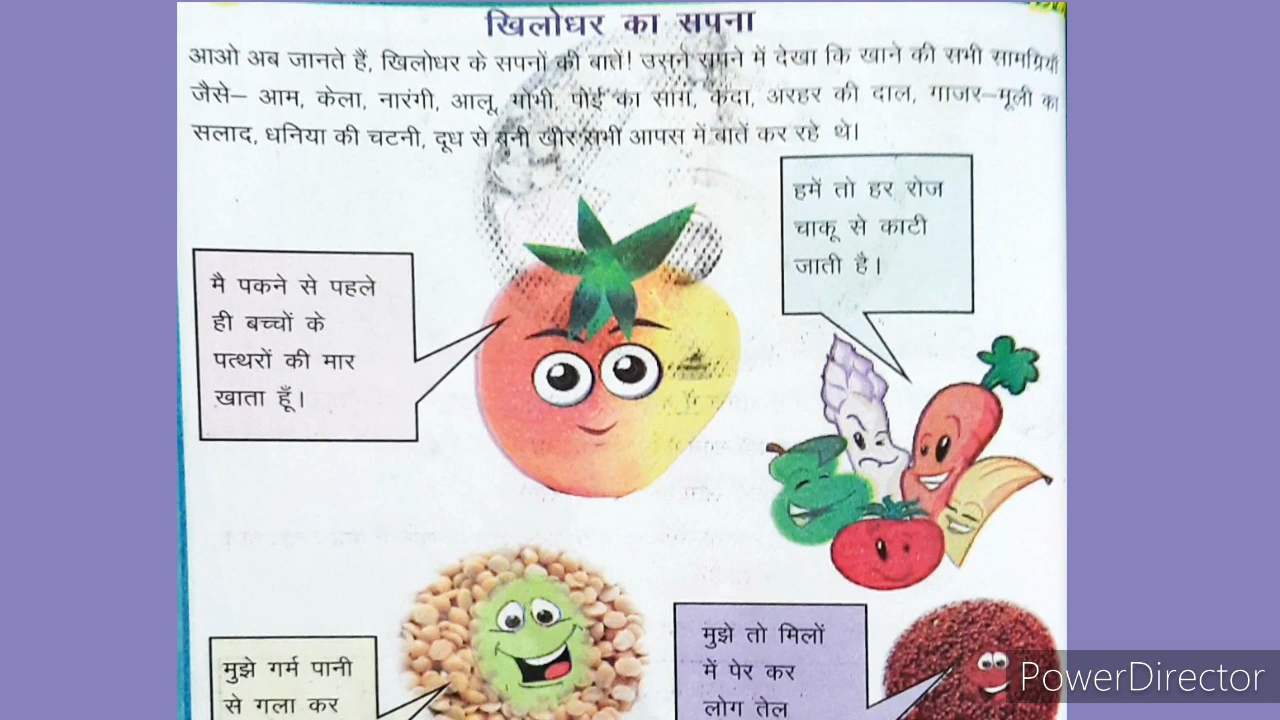 खिलोधर का सपना
आओ अब जानते हैं, खिलोधर के सपनों की बातें! उसने सपने में देखा कि खाने की सभी सामग्रियाँ
जैसे– आम, केला, नारंगी, आलू, गोभी, पोई का साग, कंदा, अरहर की दाल, गाजर–मूली का
सलाद, धनिया की चटनी, दूध से बनी खीर सभी आपस में बातें कर रहे थे।
हमें तो हर रोज
चाकू से काटी
जाती है।
मै पकने से पहले
ही बच्चों के
पत्थरों की मार
खाता हूँ।
मुझे गर्म पानी
से गला कर
मुझे तो मिलों
में पेर कर
लोग तेल
PowerDirector